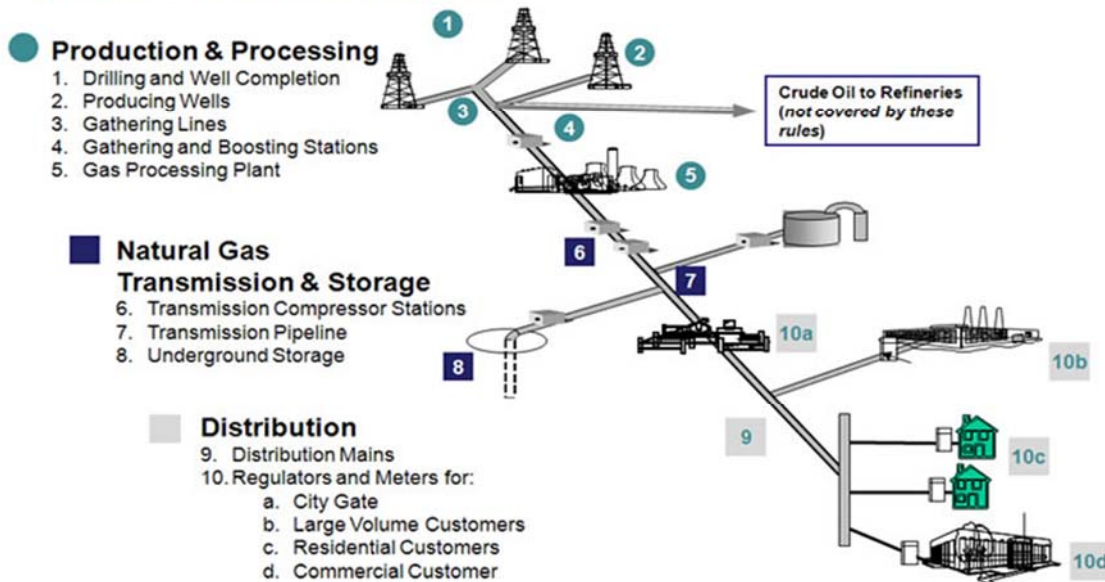 Production & Processing
1. Drilling and Well Completion
2. Producing Wells
3. Gathering Lines
4. Gathering and Boosting Stations
5. Gas Processing Plant
1
2
3
4
5
Crude Oil to Refineries
(not covered by these
rules)
Natural Gas
Transmission & Storage
6. Transmission Compressor Stations
7. Transmission Pipeline
8. Underground Storage
6
7
8
Distribution
9. Distribution Mains
10. Regulators and Meters for:
a. City Gate
b. Large Volume Customers
c. Residential Customers
d. Commercial Customer
10a
10b
9
10c
10d